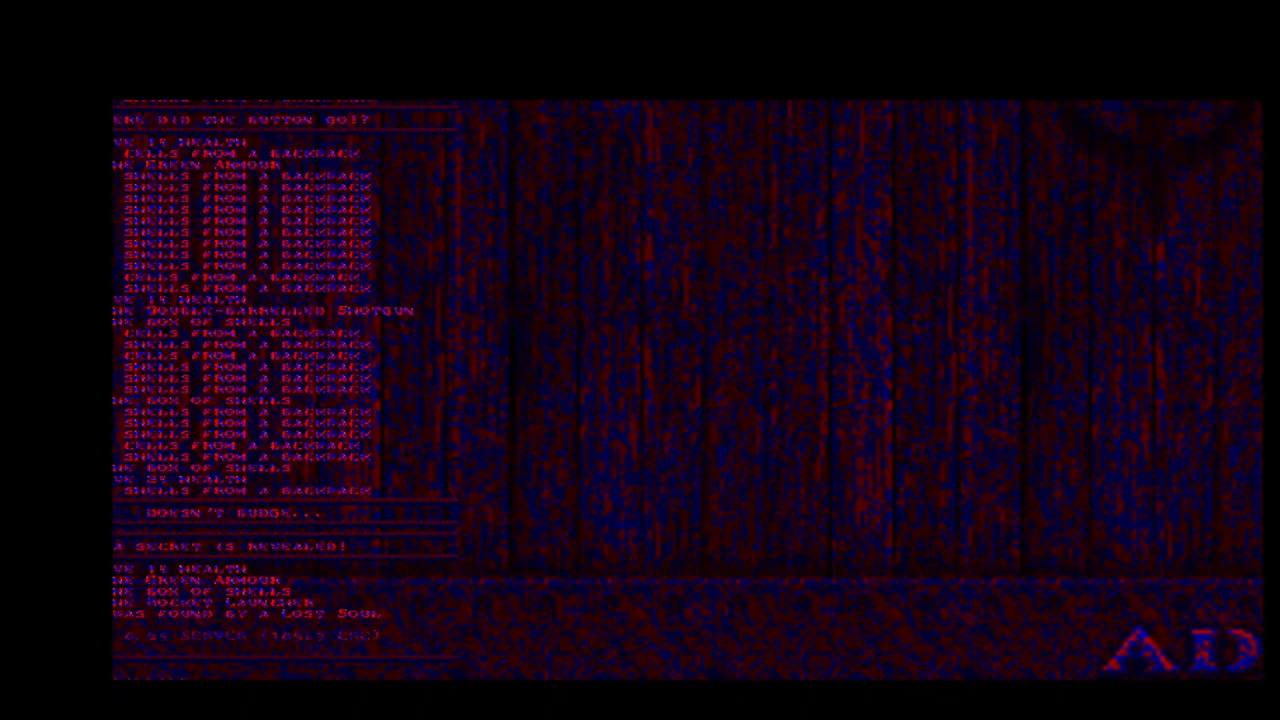 ERE DID THE BUTTON GO!?
VE 15 HEALTH
CELLS FROM A BACKPACK
HE GREEN ARMOUR
SHELLS FROM A BACKPACK
SHELLS FROM A BACKPACK
SHELLS FROM A BACKPACK
SHELLS FROM A BACKPACK
SHELLS FROM A BACKPACK
SHELLS FROM A BACKPACK
SHELLS FROM A BACKPACK
SHELLS FROM A BACKPACK
SHELLS FROM A BACKPACK
CELLS FROM A BACKPACK
SHELLS FROM A BACKPACK
VE 15 HEALTH
HE DOUBLE-BARRELLED SHOTGUN
HE BOX OF SHELLS
CELLS FROM A BACKPACK
SHELLS FROM A BACKPACK
CELLS FROM A BACKPACK
SHELLS FROM A BACKPACK
SHELLS FROM A BACKPACK
SHELLS FROM A BACKPACK
HE BOX OF SHELLS
SHELLS FROM A BACKPACK
SHELLS FROM A BACKPACK
SHELLS FROM A BACKPACK
CELLS FROM A BACKPACK
SHELLS FROM A BACKPACK
HE BOX OF SHELLS
VE 25 HEALTH
SHELLS FROM A BACKPACK
DOESN'T BUDGE...
A SECRET IS REVEALED!
VE 15 HEALTH
HE GREEN ARMOUR
HE BOX OF SHELLS
HE ROCKET LAUNCHER
WAS FOUND BY A LOST SOUL
SERVER CRC)
AD